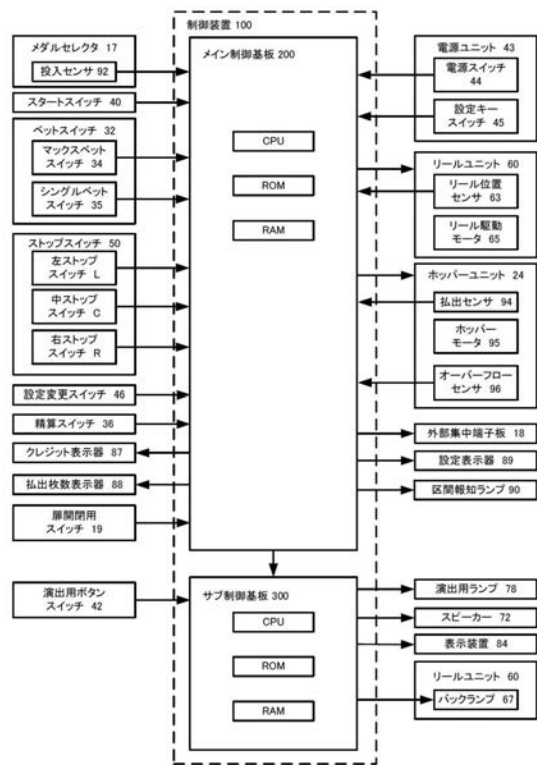 制御装置 100
メダルセレクタ 17
投入センサ 92
スタートスイッチ 40
ベットスイッチ 32
マックスベット
スイッチ 34
シングルベット
スイッチ 35
ストップスイッチ 50
左ストップ
スイッチ L
中ストップ
スイッチ C
右ストップ
スイッチ R
設定変更スイッチ 46
精算スイッチ 36
クレジット表示器 87
払出枚数表示器 88
扉開閉用
スイッチ 19
演出用ボタン
スイッチ 42
メイン制御基板 200
CPU
ROM
RAM
サブ制御基板 300
CPU
ROM
RAM
電源ユニット 43
電源スイッチ
44
設定キー
スイッチ 45
リールユニット 60
リール位置
センサ 63
リール駆動
モータ 65
ホッパーユニット 24
払出センサ 94
ホッパー
モータ 95
オーバーフロー
センサ 96
外部集中端子板 18
設定表示器 89
区間報知ランプ 90
演出用ランプ 78
スピーカー 72
表示装置 84
リールユニット 60
バックランプ 67